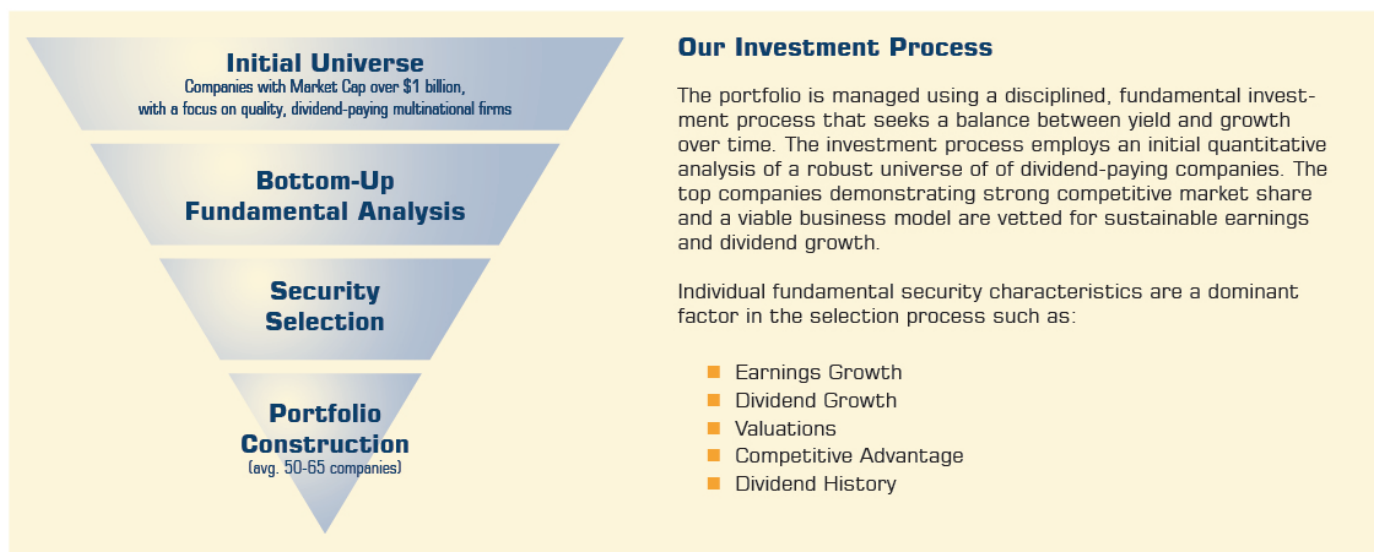 Initial Universe
Companies with Market Cap over $1 billion,
with a focus on quality, dividend-paying multinational firms
Bottom-Up
Fundamental Analysis
Security
Selection
Portfolio
Construction
(avg. 50-65 companies)
Our Investment Process
The portfolio is managed using a disciplined, fundamental invest-
ment process that seeks a balance between yield and growth
over time. The investment process employs an initial quantitative
analysis of a robust universe of of dividend-paying companies. The
top companies demonstrating strong competitive market share
and a viable business model are vetted for sustainable earnings
and dividend growth.
Individual fundamental security characteristics are a dominant
factor in the selection process such as:
■ Earnings Growth
■ Dividend Growth
■ Valuations
■ Competitive Advantage
■ Dividend History